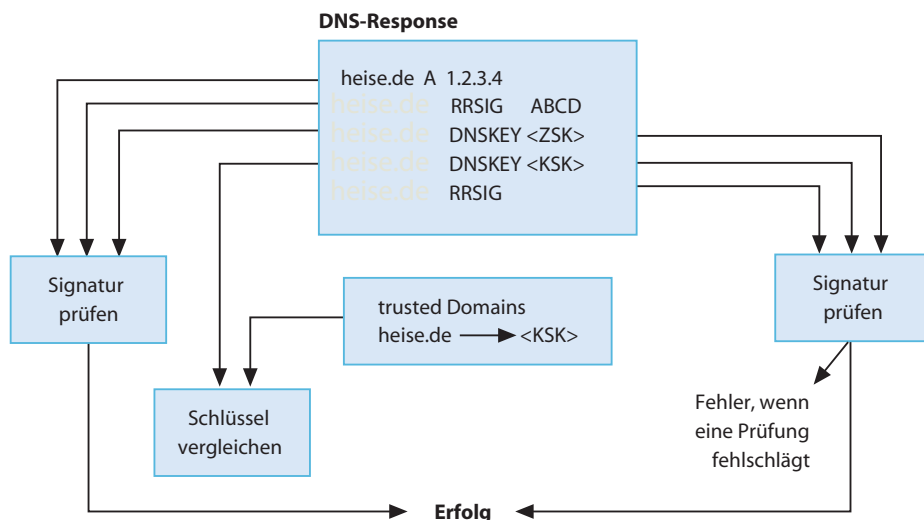 DNS-Response
heise.de A 1.2.3.4
heise.de RRSIG ABCD
heise.de DNSKEY <ZSK>
heise.de DNSKEY <KSK>
heise.de RRSIG
Signatur
prüfen
trusted Domains
heise.de <KSK>
Signatur
prüfen
Schlüssel
vergleichen
Fehler, wenn
eine Prüfung
fehlschlägt
Erfolg